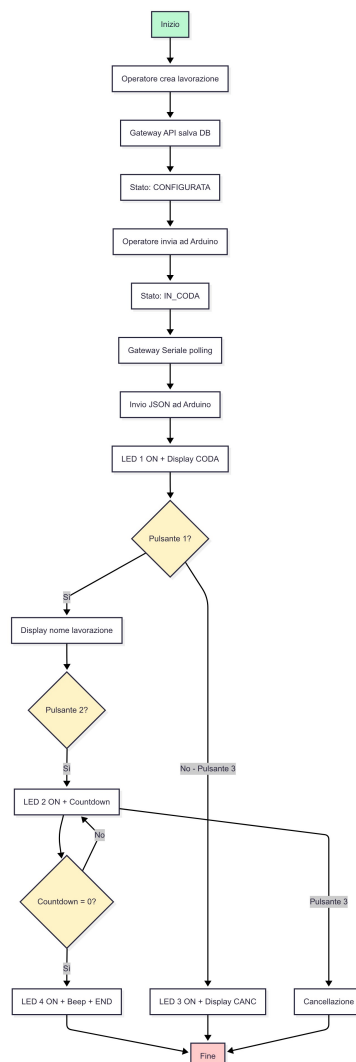 Inizio
Operatore crea lavorazione
Gateway API salva DB
Stato: CONFIGURATA
Operatore invia ad Arduino
Stato: IN_CODA
Gateway Seriale polling
Invio JSON ad Arduino
LED 1 ON + Display CODA
Pulsante 1?
Sì
Display nome lavorazione
Pulsante 2?
Sì
No - Pulsante 3
LED 2 ON + Countdown
No
Countdown = 0?
Pulsante 3
Sì
LED 4 ON + Beep + END
LED 3 ON + Display CANC
Cancellazione
Fine